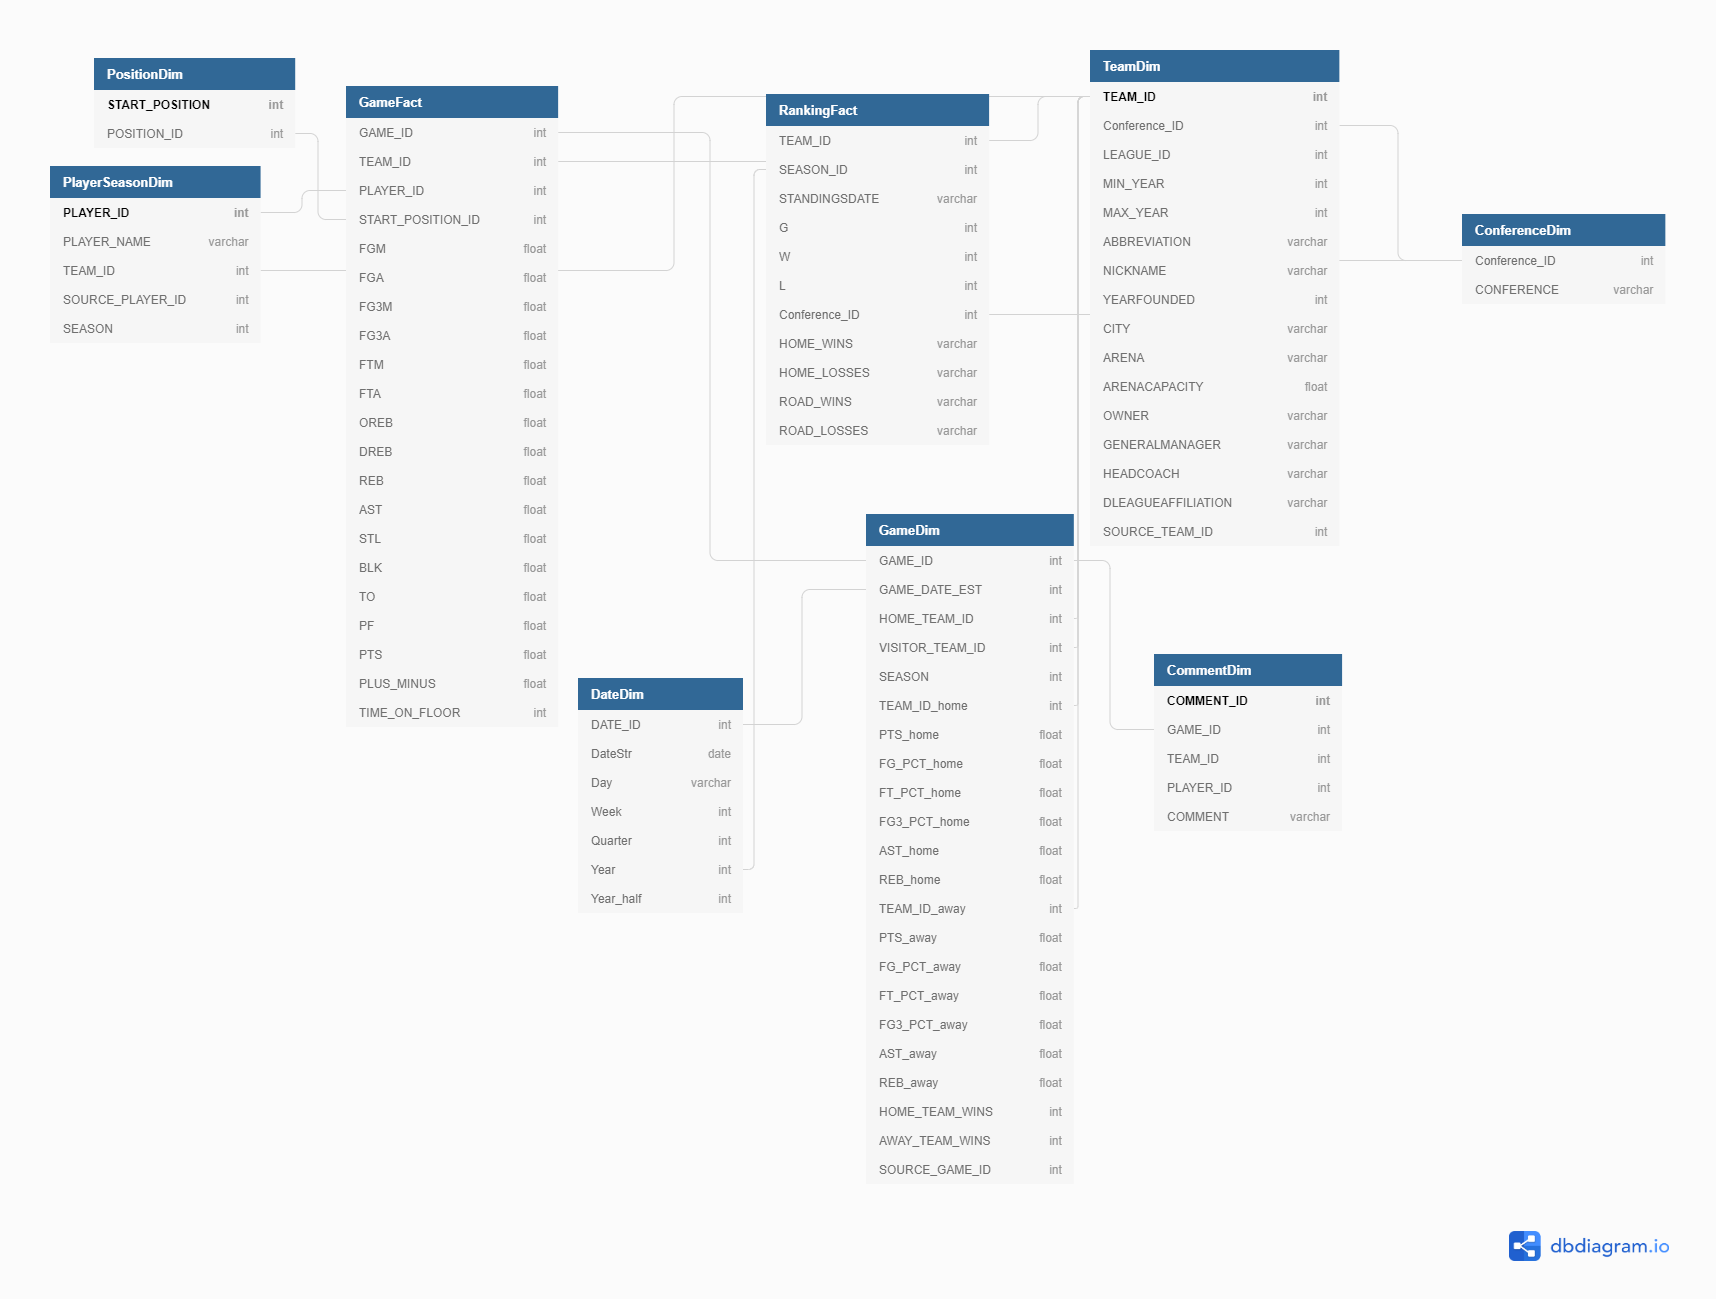 PositionDim
START_POSITION int
POSITION_ID int
PlayerSeasonDim
PLAYER_ID int
PLAYER_NAME varchar
TEAM_ID int
SOURCE_PLAYER_ID int
SEASON int
GameFact
GAME_ID int
TEAM_ID int
PLAYER_ID int
START_POSITION_ID int
FGM float
FGA float
FG3M float
FG3A float
FTM float
FTA float
OREB float
DREB float
REB float
AST float
STL float
BLK float
TO float
PF float
PTS float
PLUS_MINUS float
TIME_ON_FLOOR int
RankingFact
TEAM_ID int
SEASON_ID int
STANDINGSDATE varchar
G int
W int
L int
Conference_ID int
HOME_WINS varchar
HOME_LOSSES varchar
ROAD_WINS varchar
ROAD_LOSSES varchar
TeamDim
TEAM_ID int
Conference_ID int
LEAGUE_ID int
MIN_YEAR int
MAX_YEAR int
ABBREVIATION varchar
NICKNAME varchar
YEARFOUNDED int
CITY varchar
ARENA varchar
ARENACAPACITY float
OWNER varchar
GENERALMANAGER varchar
HEADCOACH varchar
DLEAGUEAFFILIATION varchar
SOURCE_TEAM_ID int
ConferenceDim
Conference_ID int
CONFERENCE varchar
DateDim
DATE_ID int
DateStr date
Day varchar
Week int
Quarter int
Year int
Year_half int
GameDim
GAME_ID int
GAME_DATE_EST int
HOME_TEAM_ID int
VISITOR_TEAM_ID int
SEASON int
TEAM_ID_home int
PTS_home float
FG_PCT_home float
FT_PCT_home float
FG3_PCT_home float
AST_home float
REB_home float
TEAM_ID_away int
PTS_away float
FG_PCT_away float
FT_PCT_away float
FG3_PCT_away float
AST_away float
REB_away float
HOME_TEAM_WINS int
AWAY_TEAM_WINS int
SOURCE_GAME_ID int
CommentDim
COMMENT_ID int
GAME_ID int
TEAM_ID int
PLAYER_ID int
COMMENT varchar
dbdiagram.io